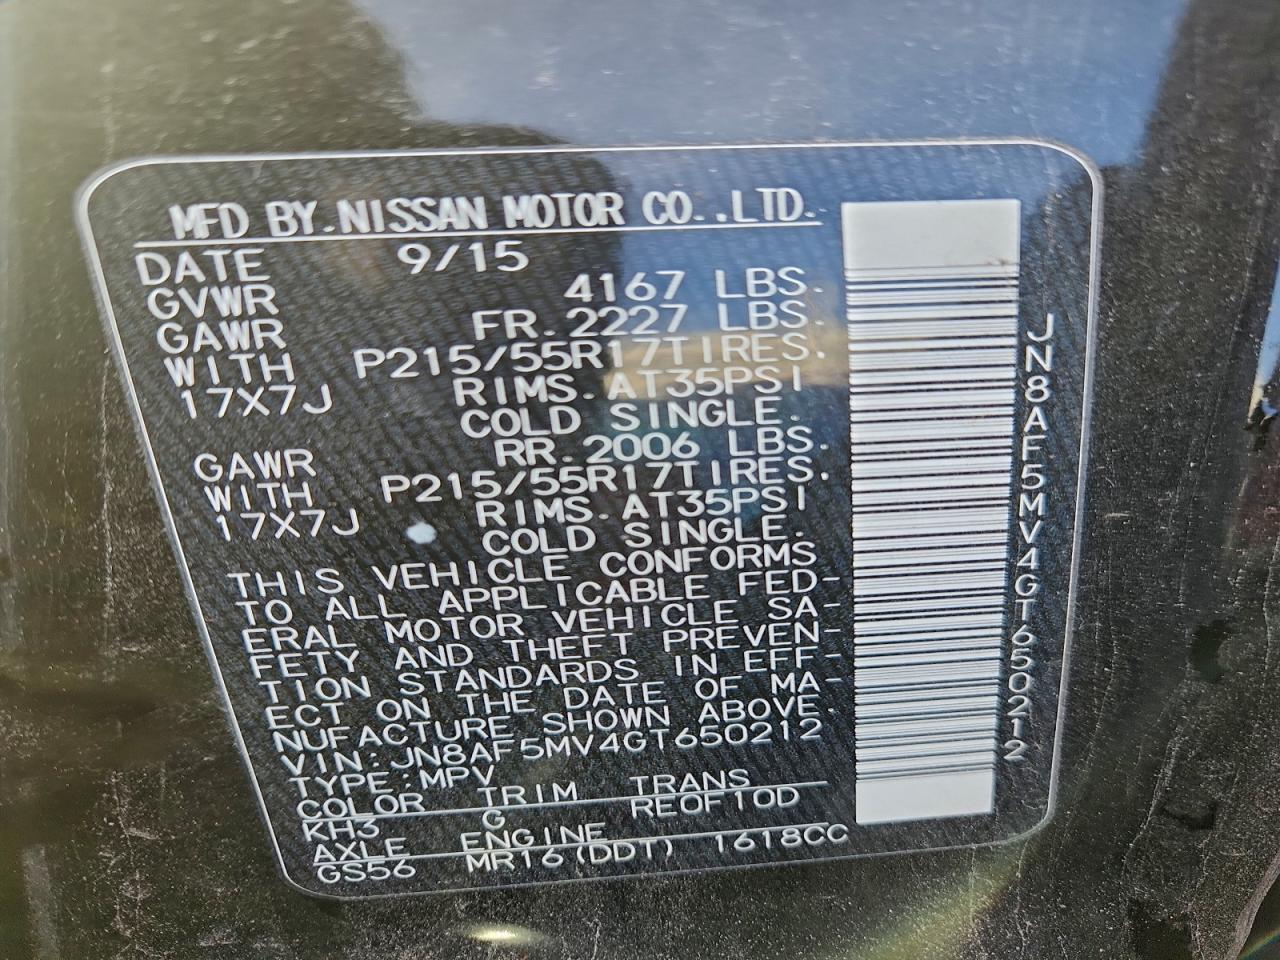 MFD BY.NISSAN MOTOR CO.,LTD.
DATE 9/15
GVWR 4167 LBS.
GAWR FR.2227 LBS.
WITH P215/55R17TIRES.
17X7J RIMS.AT35PSI
COLD SINGLE.
GAWR RR.2006 LBS.
WITH P215/55R17TIRES.
17X7J RIMS.AT35PSI
COLD SINGLE.
THIS VEHICLE CONFORMS
TO ALL APPLICABLE FED-
ERAL MOTOR VEHICLE SA-
FETY AND THEFT PREVEN-
TION STANDARDS IN EFF-
ECT ON THE DATE OF MA-
NUFACTURE SHOWN ABOVE.
VIN:JN8AF5MV4GT650212
TYPE:MPV
COLOR TRIM TRANS
KH3 G RE0F10D
AXLE ENGINE
GS56 MR16(DDT) 1618CC
JN8AF5MV4GT650212